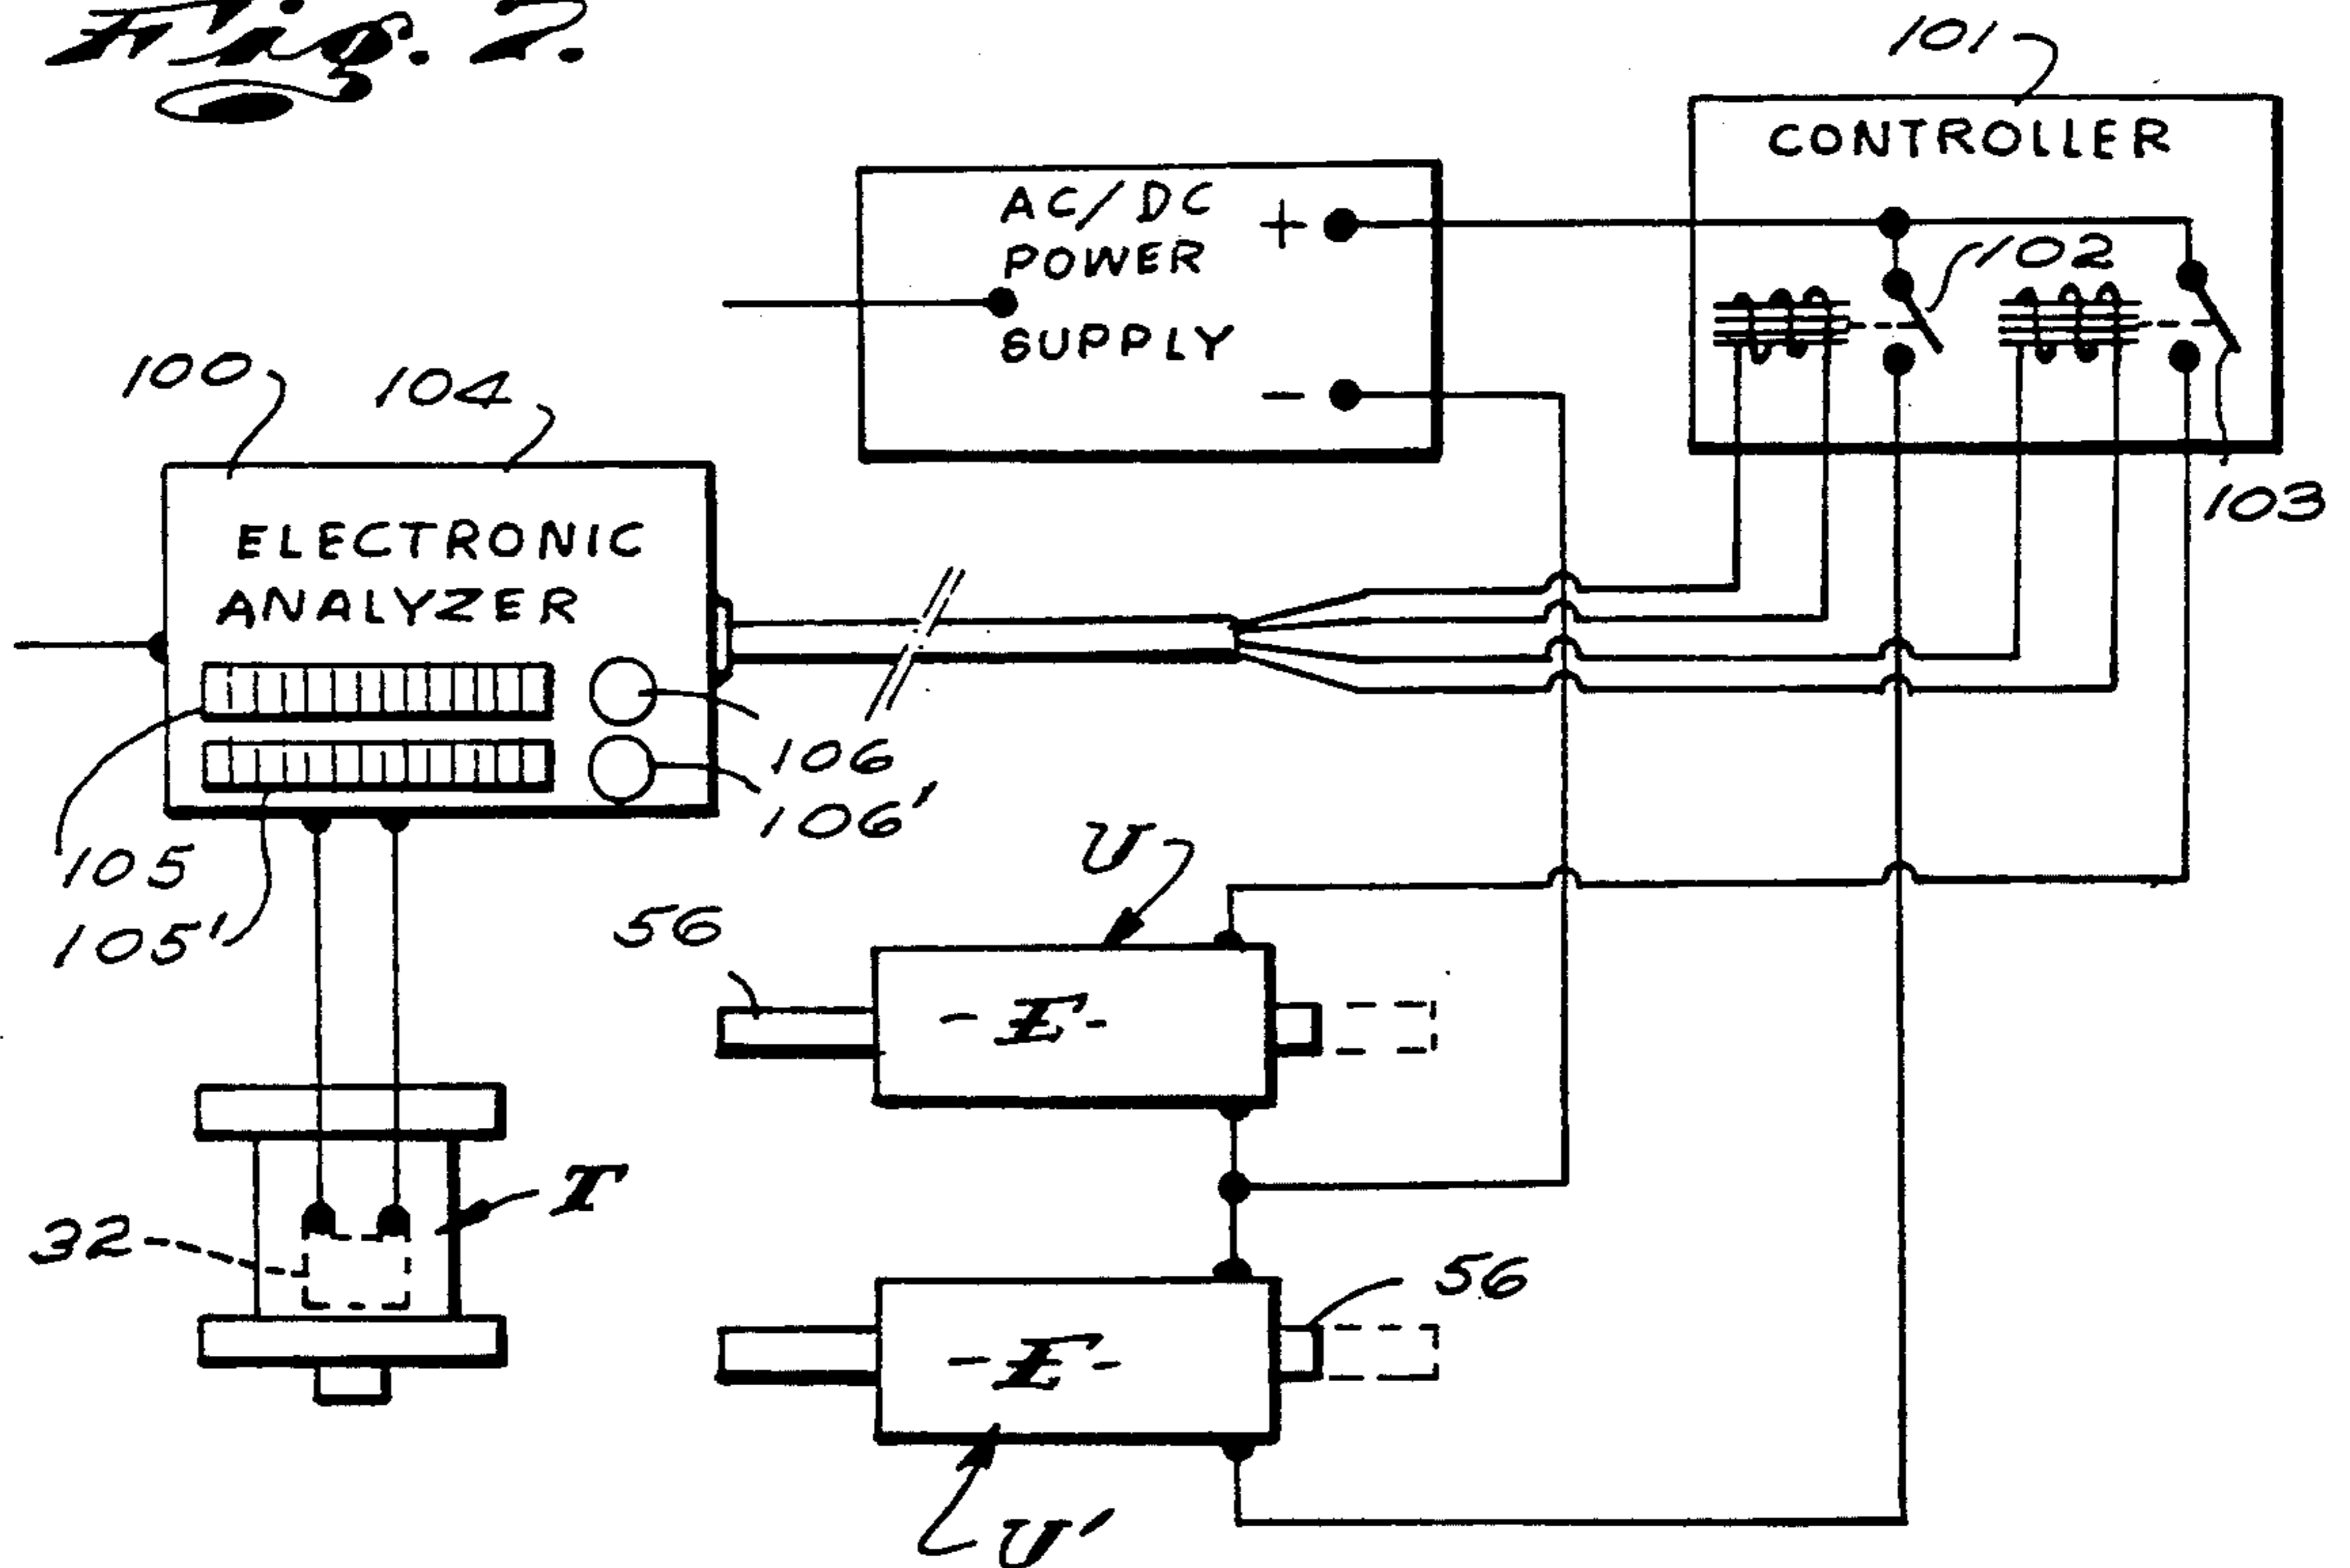 Fig. 7.
101
CONTROLLER
AC/DC +
POWER
SUPPLY
-
102
103
100
104
ELECTRONIC
ANALYZER
105
105'
106
106'
U
56
-E-
T
32
56
-E-
U'